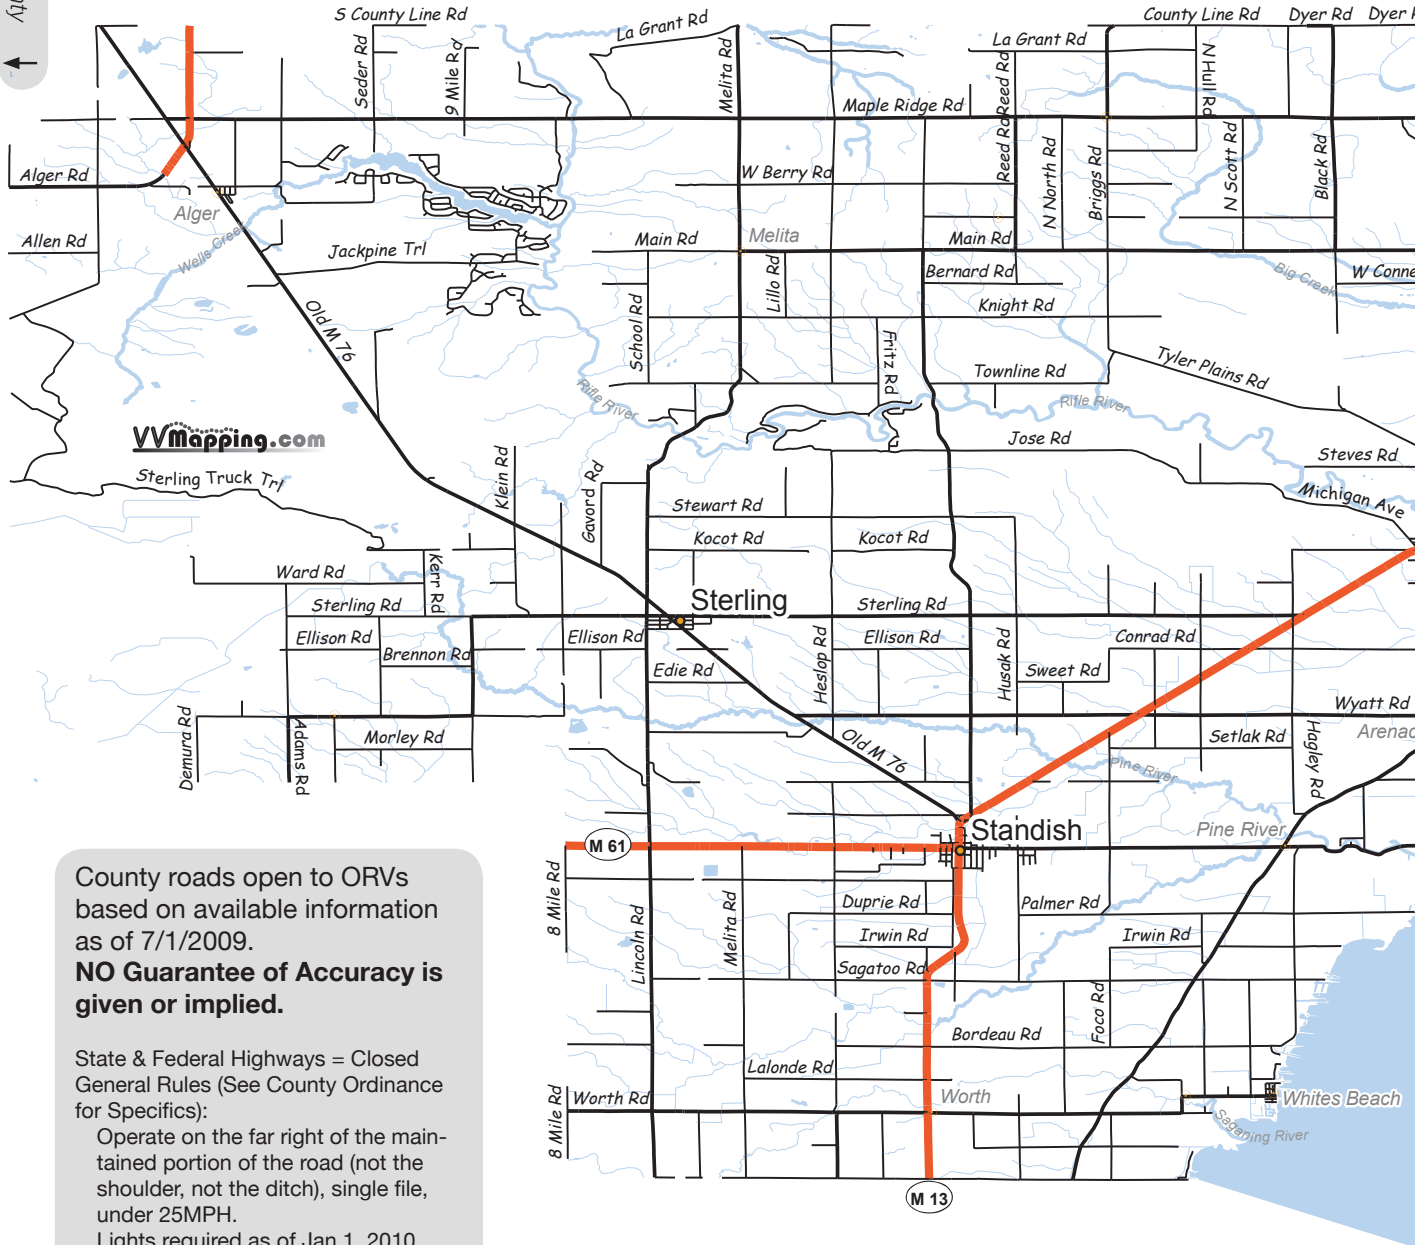 S County Line Rd
La Grant Rd
County Line Rd
Dyer Rd
Dyer
Seder Rd
9 Mile Rd
Melita Rd
La Grant Rd
Reed Rd
N Hull Rd
Maple Ridge Rd
Reed Rd
N North Rd
Briggs Rd
N Scott Rd
Black Rd
Alger Rd
W Berry Rd
Alger
Allen Rd
Wells Creek
Jackpine Trl
Main Rd
Melita
Main Rd
Lillo Rd
Bernard Rd
Big Creek
W Conne
Knight Rd
Old M 76
School Rd
Fritz Rd
Townline Rd
Tyler Plains Rd
Rifle River
Rifle River
VVMapping.com
Jose Rd
Steves Rd
Sterling Truck Trl
Klein Rd
Gavord Rd
Michigan Ave
Stewart Rd
Kocot Rd
Kocot Rd
Ward Rd
Kerr Rd
Sterling Rd
Sterling
Sterling Rd
Ellison Rd
Ellison Rd
Heslop Rd
Ellison Rd
Husak Rd
Conrad Rd
Brennon Rd
Edie Rd
Sweet Rd
Wyatt Rd
Demura Rd
Adams Rd
Morley Rd
Old M 76
Setlak Rd
Hagley Rd
Arenac
Pine River
Standish
Pine River
M 61
8 Mile Rd
Lincoln Rd
Melita Rd
Duprie Rd
Palmer Rd
Irwin Rd
Irwin Rd
Sagatoo Rd
Foco Rd
Bordeau Rd
Lalonde Rd
8 Mile Rd
Worth Rd
Worth
Whites Beach
Saganing River
M 13
County roads open to ORVs
based on available information
as of 7/1/2009.
NO Guarantee of Accuracy is
given or implied.
State & Federal Highways = Closed
General Rules (See County Ordinance
for Specifics):
Operate on the far right of the main-
tained portion of the road (not the
shoulder, not the ditch), single file,
under 25MPH.
Lights required as of Jan 1, 2010